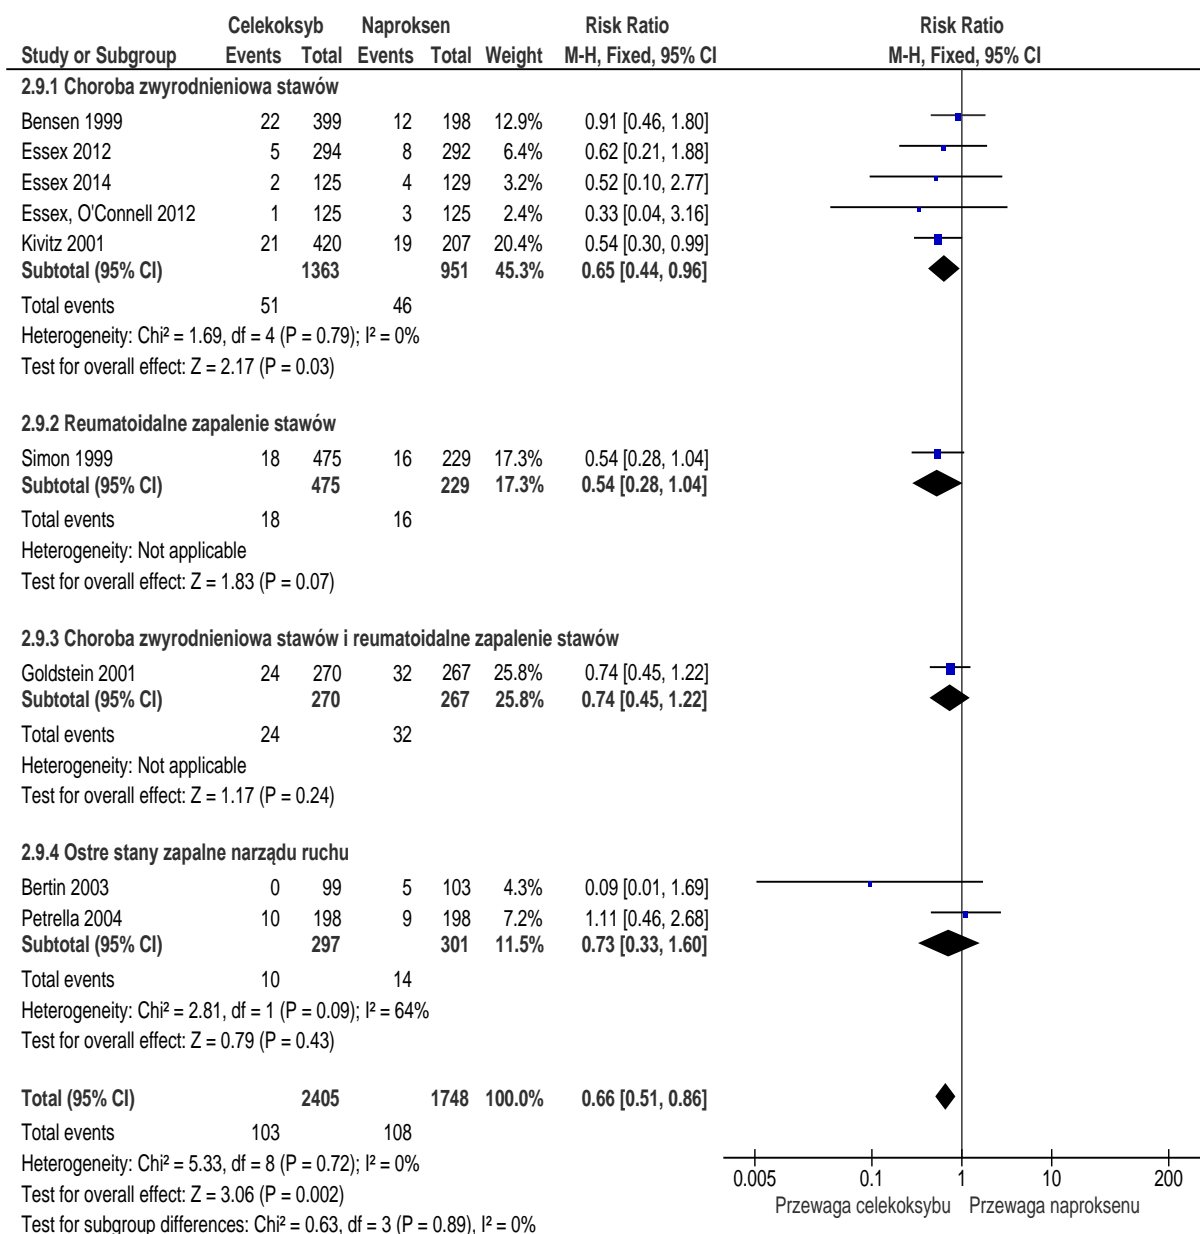 Celekoksyb Naproksen Risk Ratio Risk Ratio
Study or Subgroup Events Total Events Total Weight M-H, Fixed, 95% CI M-H, Fixed, 95% CI
2.9.1 Choroba zwyrodnieniowa stawów
Bensen 1999 22 399 12 198 12.9% 0.91 [0.46, 1.80]
Essex 2012 5 294 8 292 6.4% 0.62 [0.21, 1.88]
Essex 2014 2 125 4 129 3.2% 0.52 [0.10, 2.77]
Essex, O'Connell 2012 1 125 3 125 2.4% 0.33 [0.04, 3.16]
Kivitz 2001 21 420 19 207 20.4% 0.54 [0.30, 0.99]
Subtotal (95% CI) 1363 951 45.3% 0.65 [0.44, 0.96]
Total events 51 46
Heterogeneity: Chi² = 1.69, df = 4 (P = 0.79); I² = 0%
Test for overall effect: Z = 2.17 (P = 0.03)
2.9.2 Reumatoidalne zapalenie stawów
Simon 1999 18 475 16 229 17.3% 0.54 [0.28, 1.04]
Subtotal (95% CI) 475 229 17.3% 0.54 [0.28, 1.04]
Total events 18 16
Heterogeneity: Not applicable
Test for overall effect: Z = 1.83 (P = 0.07)
2.9.3 Choroba zwyrodnieniowa stawów i reumatoidalne zapalenie stawów
Goldstein 2001 24 270 32 267 25.8% 0.74 [0.45, 1.22]
Subtotal (95% CI) 270 267 25.8% 0.74 [0.45, 1.22]
Total events 24 32
Heterogeneity: Not applicable
Test for overall effect: Z = 1.17 (P = 0.24)
2.9.4 Ostre stany zapalne narządu ruchu
Bertin 2003 0 99 5 103 4.3% 0.09 [0.01, 1.69]
Petrella 2004 10 198 9 198 7.2% 1.11 [0.46, 2.68]
Subtotal (95% CI) 297 301 11.5% 0.73 [0.33, 1.60]
Total events 10 14
Heterogeneity: Chi² = 2.81, df = 1 (P = 0.09); I² = 64%
Test for overall effect: Z = 0.79 (P = 0.43)
Total (95% CI) 2405 1748 100.0% 0.66 [0.51, 0.86]
Total events 103 108
Heterogeneity: Chi² = 5.33, df = 8 (P = 0.72); I² = 0%
Test for overall effect: Z = 3.06 (P = 0.002)
Test for subgroup differences: Chi² = 0.63, df = 3 (P = 0.89), I² = 0%
0.005 0.1 1 10 200
Przewaga celekoksybu Przewaga naproksenu